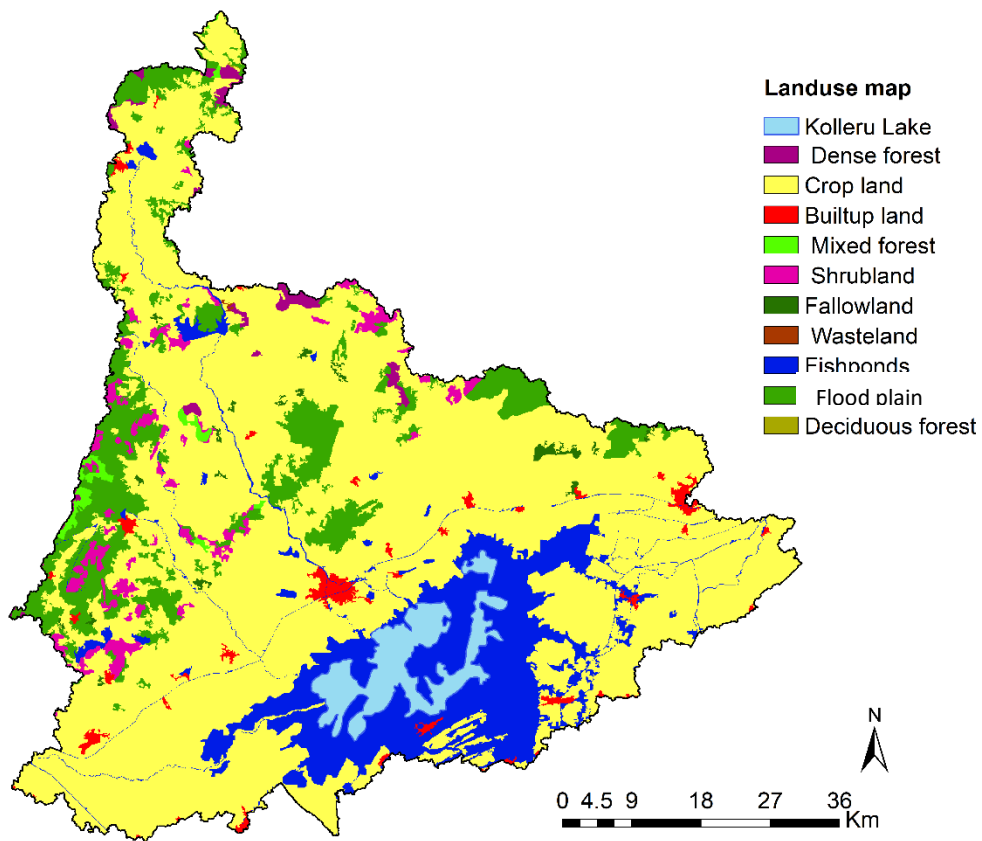 Landuse map
Kolleru Lake
Dense forest
Crop land
Builtup land
Mixed forest
Shrubland
Fallowland
Wasteland
Fishponds
Flood plain
Deciduous forest
N
0 4.5 9 18 27 36
Km